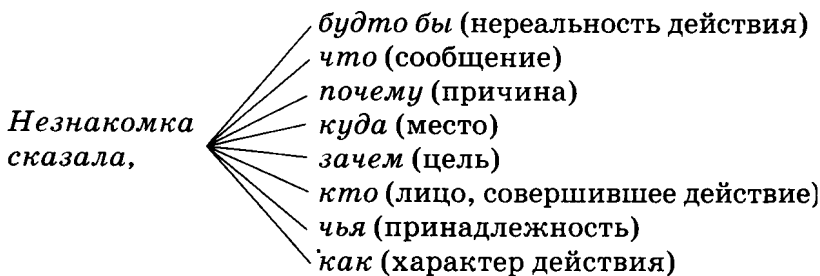 будто бы (нереальность действия)
что (сообщение)
почему (причина)
Незнакомка
куда (место)
сказала,
зачем (цель)
кто (лицо, совершившее действие)
чья (принадлежность)
как (характер действия)